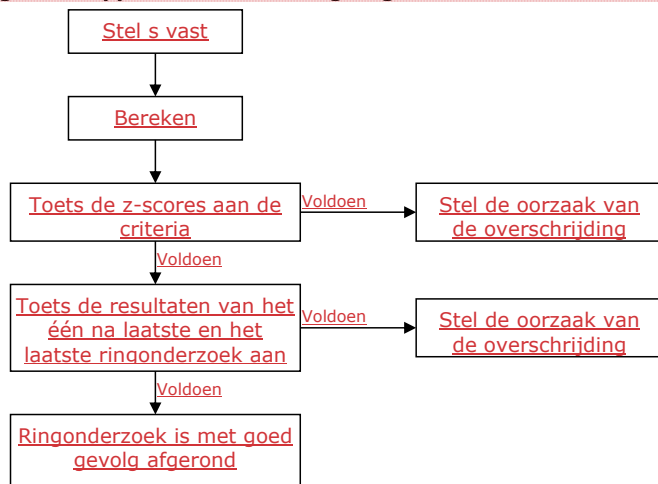 Stel s vast
Bereken
Toets de z-scores aan de
criteria
Voldoen
Stel de oorzaak van
de overschrijding
Voldoen
Toets de resultaten van het
één na laatste en het
laatste ringonderzoek aan
Voldoen
Stel de oorzaak van
de overschrijding
Voldoen
Ringonderzoek is met goed
gevolg afgerond